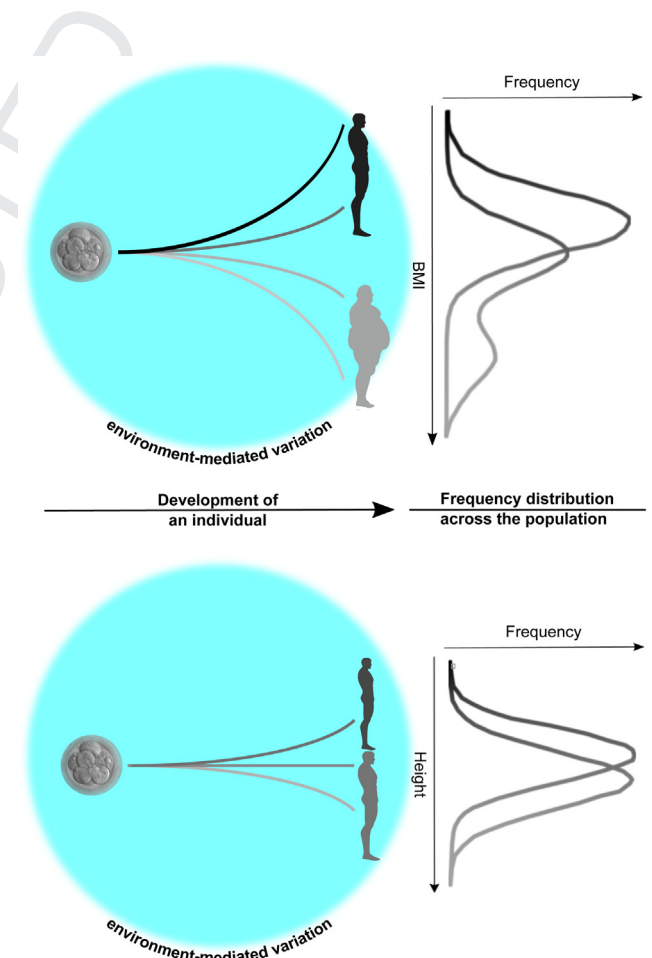 Frequency
BMI
environment-mediated variation
Development of
an individual
Frequency distribution
across the population
Frequency
Height
environment-mediated variation